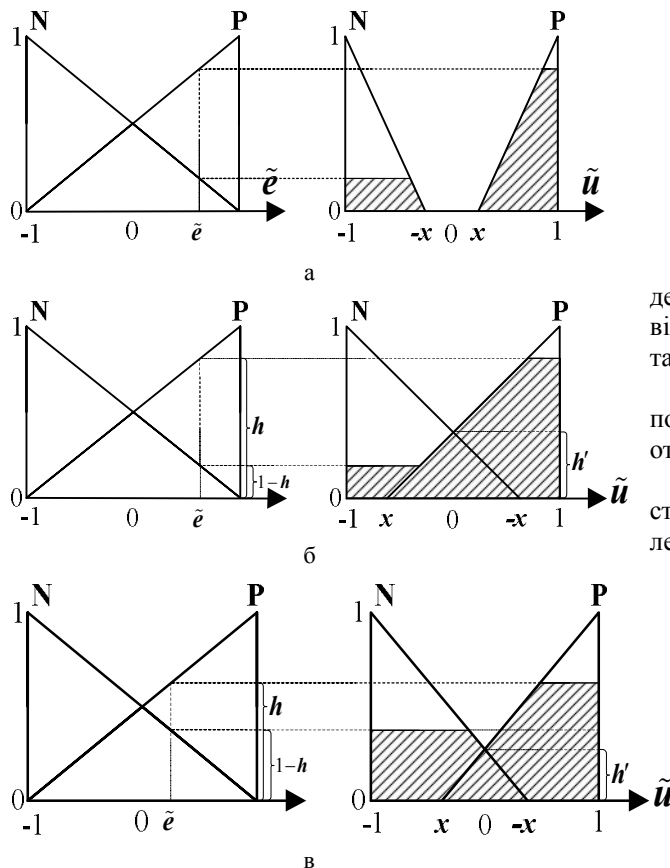 N P N P
1 1
0 0
ẽ ũ
-1 0 ẽ -1 -x 0 x 1
а
N P N P
1 1
h
1−h
h′
0 0
-1 0 ẽ -1 x 0 -x 1 ũ
б
де
ві
та
по
от
ст
ле
N P N P
1 1
h
1−h
h′
0 0
-1 0 ẽ -1 x 0 -x 1 ũ
в